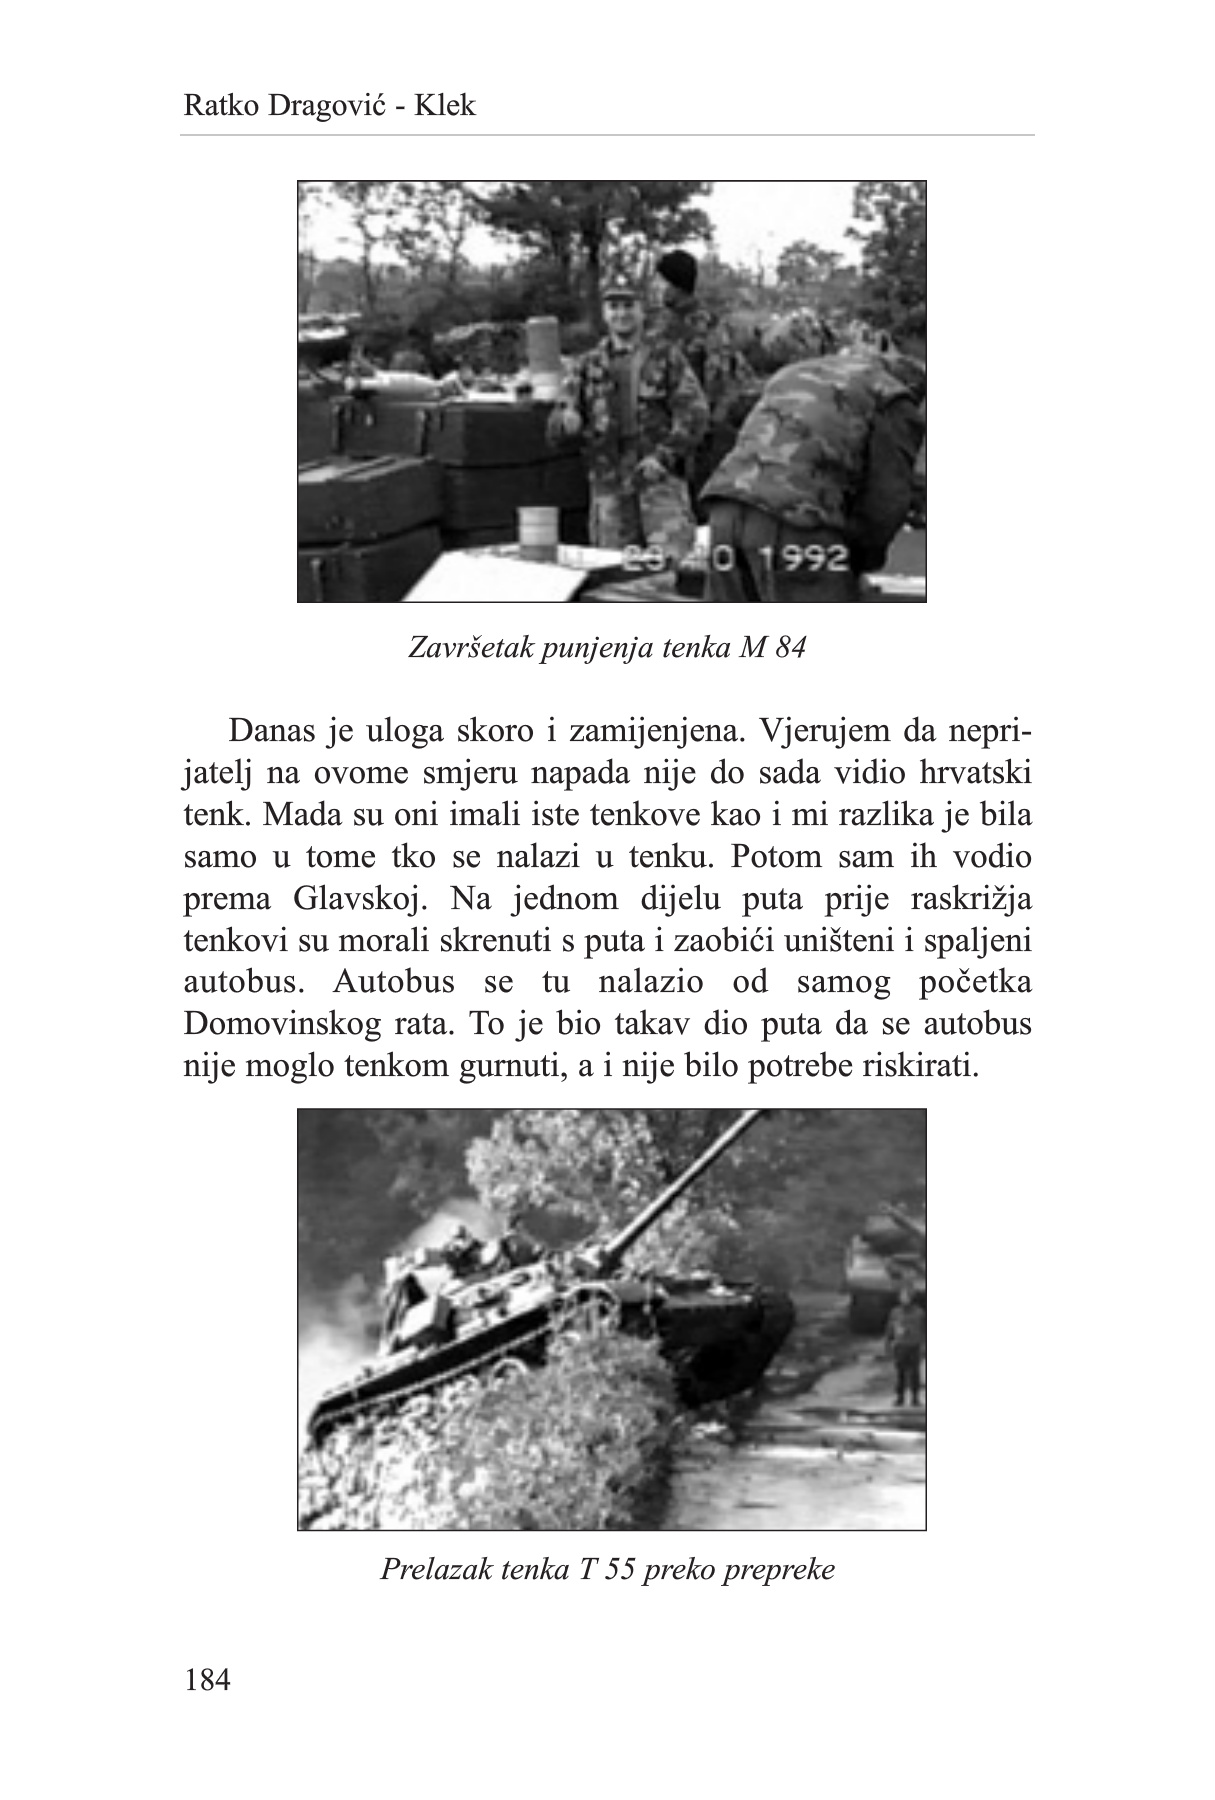 Ratko Dragović - Klek
1992
Završetak punjenja tenka M 84
Danas je uloga skoro i zamijenjena. Vjerujem da nepri-
jatelj na ovome smjeru napada nije do sada vidio hrvatski
tenk. Mada su oni imali iste tenkove kao i mi razlika je bila
samo u tome tko se nalazi u tenku. Potom sam ih vodio
prema Glavskoj. Na jednom dijelu puta prije raskrižja
tenkovi su morali skrenuti s puta i zaobići uništeni i spaljeni
autobus. Autobus se tu nalazio od samog početka
Domovinskog rata. To je bio takav dio puta da se autobus
nije moglo tenkom gurnuti, a i nije bilo potrebe riskirati.
Prelazak tenka T 55 preko prepreke
184